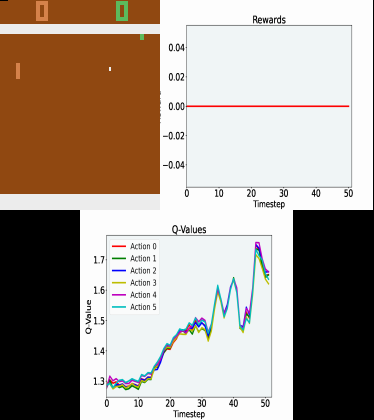 0 0
Rewards
0.04
0.02
0.00
−0.02
−0.04
0 10 20 30 40 50
Timestep
Q-Values
Q-Value
1.7
1.6
1.5
1.4
1.3
Action 0
Action 1
Action 2
Action 3
Action 4
Action 5
0 10 20 30 40 50
Timestep